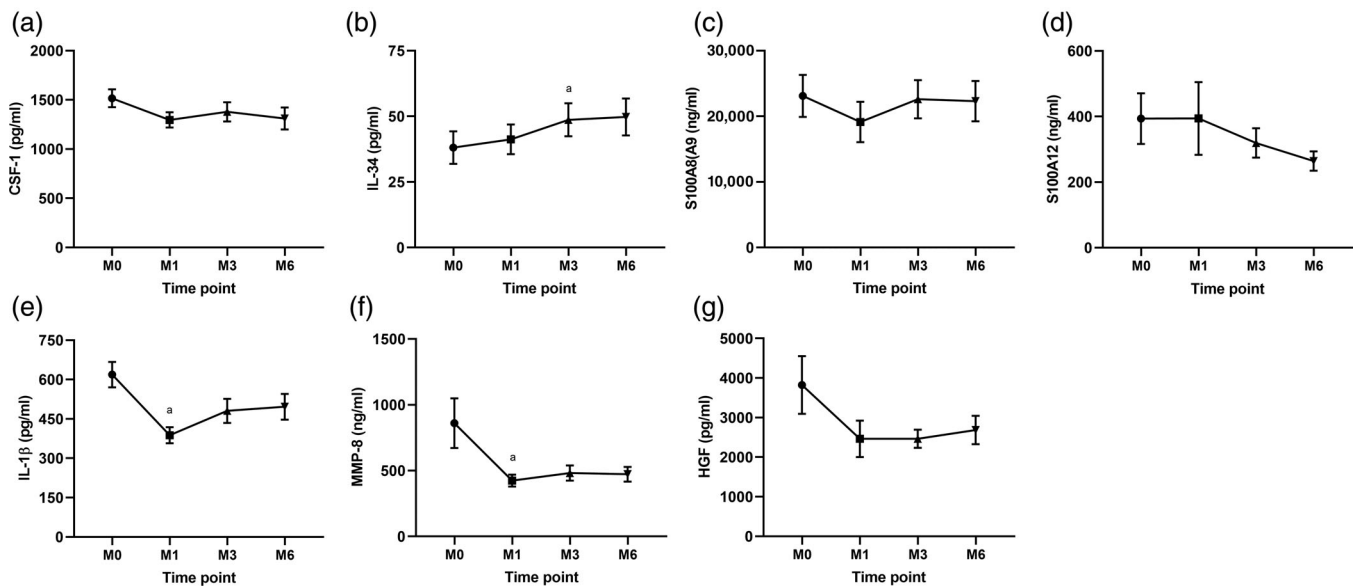 (a)
CSF-1 (pg/ml)
2000
1500
1000
500
0
M0 M1 M3 M6
Time point
(b)
IL-34 (pg/ml)
75
50
25
0
a
M0 M1 M3 M6
Time point
(c)
S100A8(A9 (ng/ml)
30,000
20,000
10,000
0
M0 M1 M3 M6
Time point
(d)
S100A12 (ng/ml)
600
400
200
0
M0 M1 M3 M6
Time point
(e)
IL-1β (pg/ml)
750
600
450
300
150
0
a
M0 M1 M3 M6
Time point
(f)
MMP-8 (ng/ml)
1500
1000
500
0
a
M0 M1 M3 M6
Time point
(g)
HGF (pg/ml)
5000
4000
3000
2000
1000
0
M0 M1 M3 M6
Time point